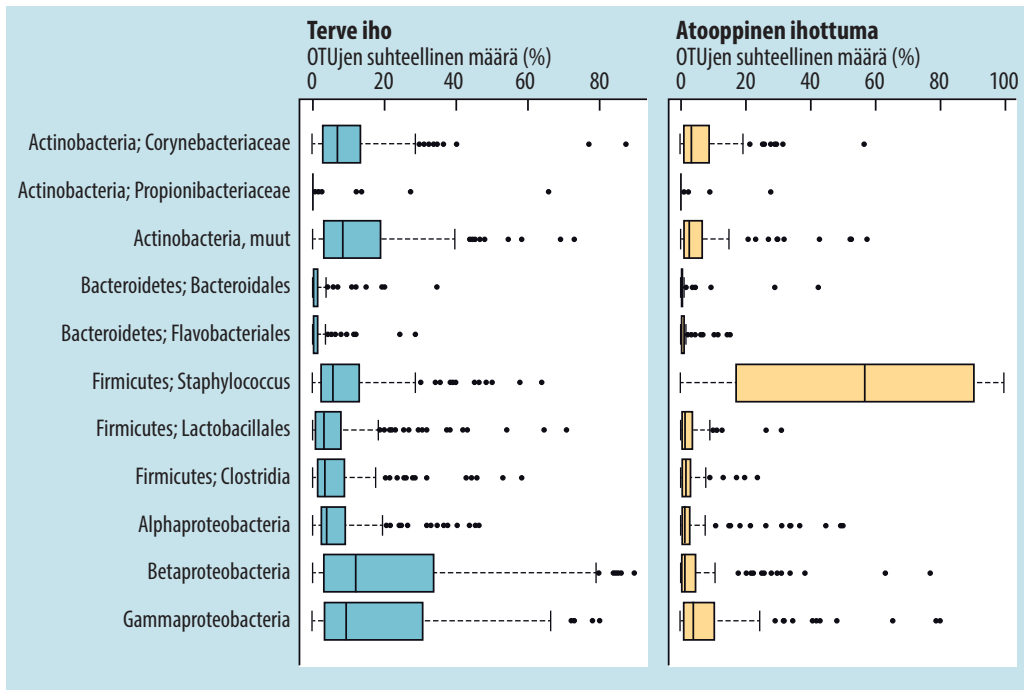 Terve iho
OTUjen suhteellinen määrä (%)
0 20 40 60 80
Atooppinen ihottuma
OTUjen suhteellinen määrä (%)
0 20 40 60 80 100
Actinobacteria; Corynebacteriaceae
Actinobacteria; Propionibacteriaceae
Actinobacteria, muut
Bacteroidetes; Bacteroidales
Bacteroidetes; Flavobacteriales
Firmicutes; Staphylococcus
Firmicutes; Lactobacillales
Firmicutes; Clostridia
Alphaproteobacteria
Betaproteobacteria
Gammaproteobacteria